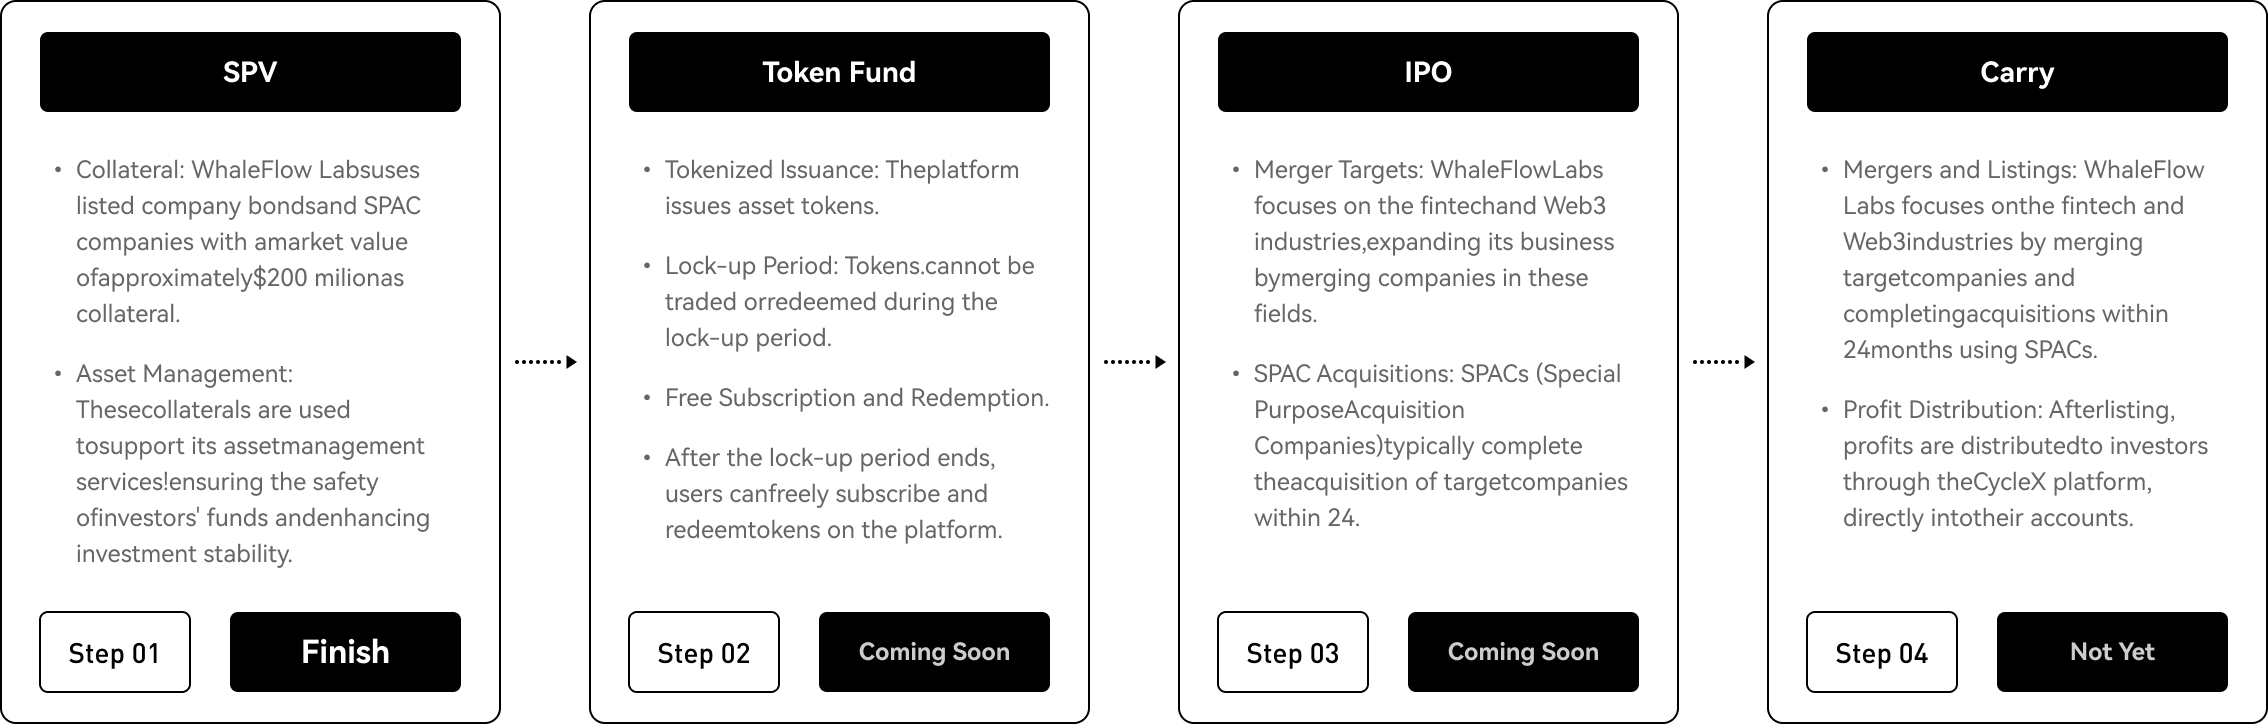 SPV
• Collateral: WhaleFlow Labsuses
listed company bondsand SPAC
companies with amarket value
ofapproximately$200 milionas
collateral.
• Asset Management:
Thesecollaterals are used
tosupport its assetmanagement
services!ensuring the safety
ofinvestors' funds andenhancing
investment stability.
Step 01
Finish
Token Fund
• Tokenized Issuance: Theplatform
issues asset tokens.
• Lock-up Period: Tokens.cannot be
traded orredeemed during the
lock-up period.
• Free Subscription and Redemption.
• After the lock-up period ends,
users canfreely subscribe and
redeemtokens on the platform.
Step 02
Coming Soon
IPO
• Merger Targets: WhaleFlowLabs
focuses on the fintechand Web3
industries,expanding its business
bymerging companies in these
fields.
• SPAC Acquisitions: SPACs (Special
PurposeAcquisition
Companies)typically complete
theacquisition of targetcompanies
within 24.
Step 03
Coming Soon
Carry
• Mergers and Listings: WhaleFlow
Labs focuses onthe fintech and
Web3industries by merging
targetcompanies and
completingacquisitions within
24months using SPACs.
• Profit Distribution: Afterlisting,
profits are distributedto investors
through theCycleX platform,
directly intotheir accounts.
Step 04
Not Yet